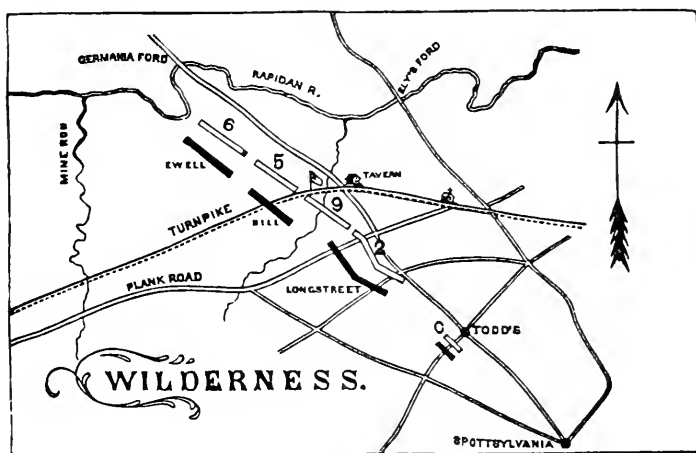 GERMANIA FORD
RAPIDAN R.
ELY'S FORD
MINE RUN
6
EWELL
5
TAVERN
9
TURNPIKE
HILL
2
PLANK ROAD
LONGSTREET
C
TODD'S
WILDERNESS.
SPOTTSYLVANIA